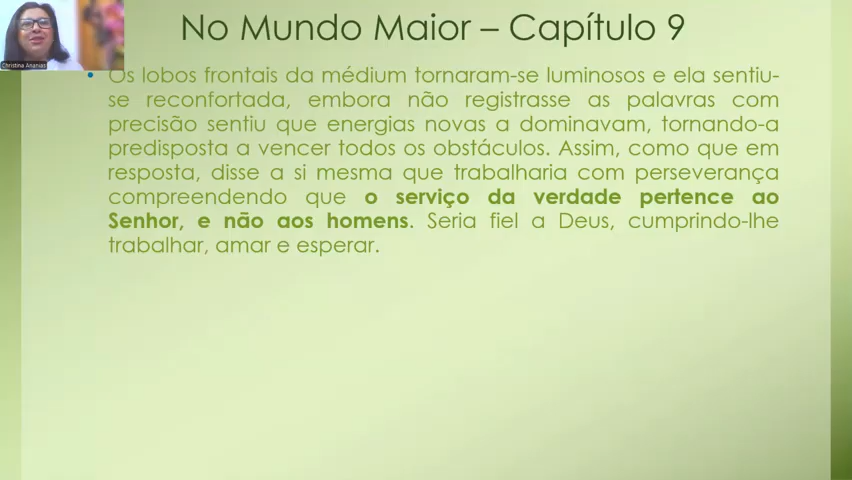 No Mundo Maior – Capítulo 9
Christina Ananias
• Os lobos frontais da médium tornaram-se luminosos e ela sentiu-
se reconfortada, embora não registrasse as palavras com
precisão sentiu que energias novas a dominavam, tornando-a
predisposta a vencer todos os obstáculos. Assim, como que em
resposta, disse a si mesma que trabalharia com perseverança
compreendendo que o serviço da verdade pertence ao
Senhor, e não aos homens. Seria fiel a Deus, cumprindo-lhe
trabalhar, amar e esperar.